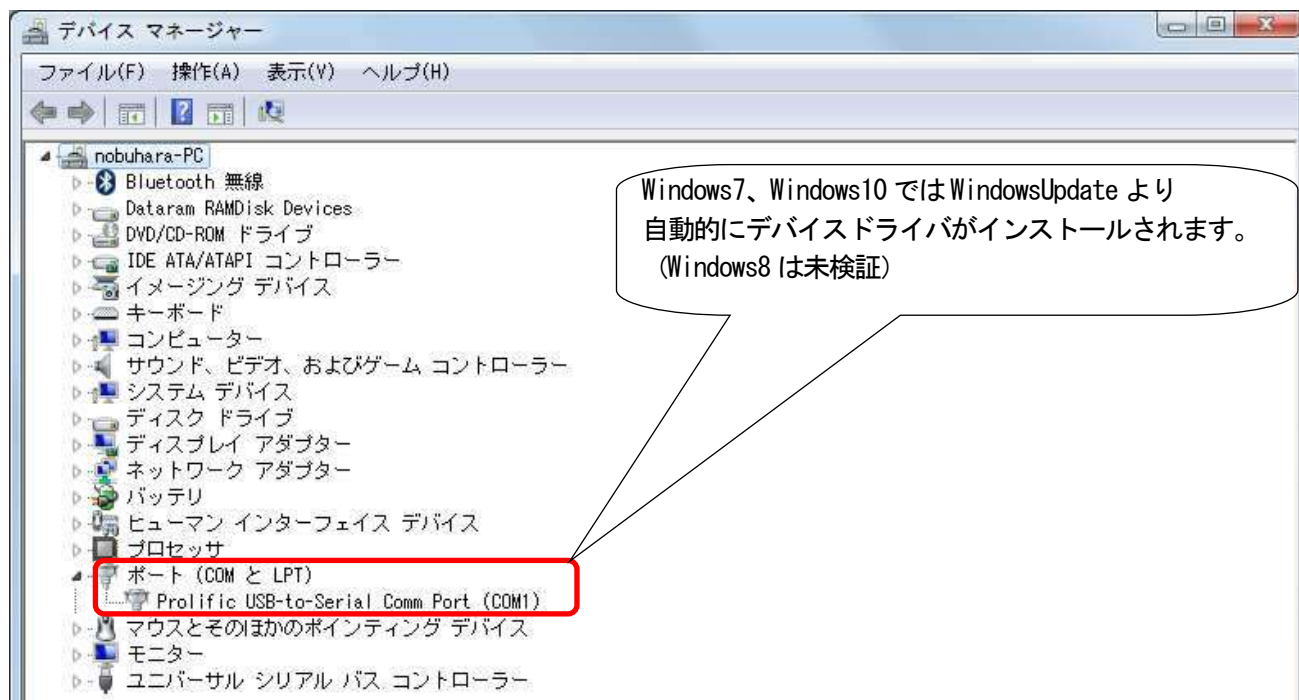 デバイス マネージャー
ファイル(F) 操作(A) 表示(V) ヘルプ(H)
nobuhara-PC
Bluetooth 無線
Dataram RAMDisk Devices
DVD/CD-ROM ドライブ
IDE ATA/ATAPI コントローラー
イメージング デバイス
キーボード
コンピューター
サウンド、ビデオ、およびゲーム コントローラー
システム デバイス
ディスク ドライブ
ディスプレイ アダプター
ネットワーク アダプター
バッテリ
ヒューマン インターフェイス デバイス
プロセッサ
ポート (COM と LPT)
Prolific USB-to-Serial Comm Port (COM1)
マウスとそのほかのポインティング デバイス
モニター
ユニバーサル シリアル バス コントローラー
Windows7、Windows10 では WindowsUpdate より
自動的にデバイスドライバがインストールされます。
(Windows8 は未検証)